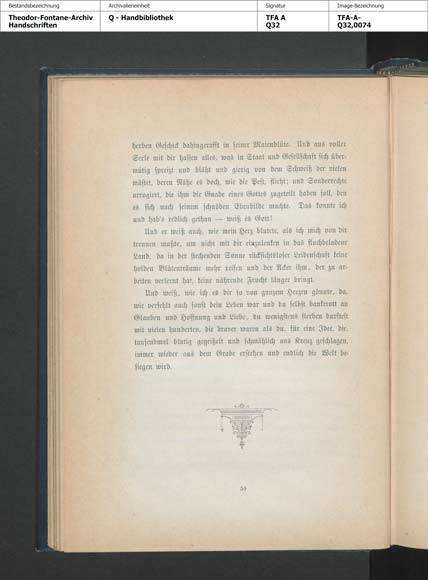 Bestandsbezeichnung
Theodor-Fontane-Archiv
Handschriften
Archivalieneinheit
Q - Handbibliothek
Signatur
TFA A
Q32
Image-Bezeichnung
TFA-A-
Q32,0074
herben Geschick dahingerafft in seiner Maienblüte. Und aus voller
Seele mit dir hassen alles, was in Staat und Gesellschaft sich über-
mütig spreizt und bläht und gierig von dem Schweiß der vielen
mästet, deren Nähe es doch, wie die Pest, flieht; und Sonderrechte
arrogiert, die ihm die Gnade eines Gottes zugeteilt haben soll, den
es sich nach seinem schnöden Ebenbilde machte. Das konnte ich
und hab's redlich gethan — weiß es Gott!
Und er weiß auch, wie mein Herz blutete, als ich mich von dir
trennen mußte, um nicht mit dir einzulenken in das fluchbeladene
Land, da in der stechenden Sonne rücksichtsloser Leidenschaft keine
holden Blütenträume mehr reifen und der Acker ihm, der zu ar-
beiten verlernt hat, keine nährende Frucht länger bringt.
Und weiß, wie ich es dir so von ganzem Herzen gönnte, da,
wie verfehlt auch sonst dein Leben war und du selbst bankerott an
Glauben und Hoffnung und Liebe, du wenigstens sterben durftest
mit vielen hunderten, die braver waren als du, für eine Idee, die,
tausendmal blutig gegeißelt und schmählich ans Kreuz geschlagen,
immer wieder aus dem Grabe erstehen und endlich die Welt be-
siegen wird.